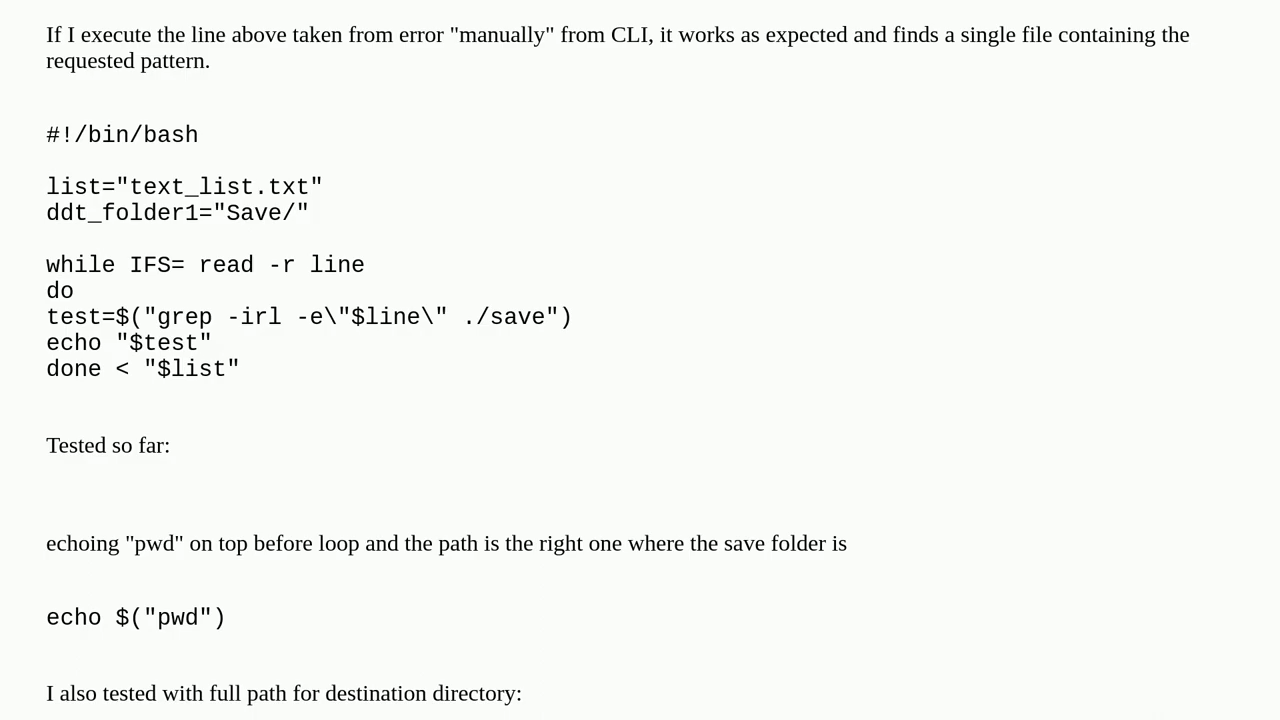 If I execute the line above taken from error "manually" from CLI, it works as expected and finds a single file containing the
requested pattern.
#!/bin/bash
list="text_list.txt"
ddt_folder1="Save/"
while IFS= read -r line
do
test=$("grep -irl -e\"$line\" ./save")
echo "$test"
done < "$list"
Tested so far:
echoing "pwd" on top before loop and the path is the right one where the save folder is
echo $("pwd")
I also tested with full path for destination directory: